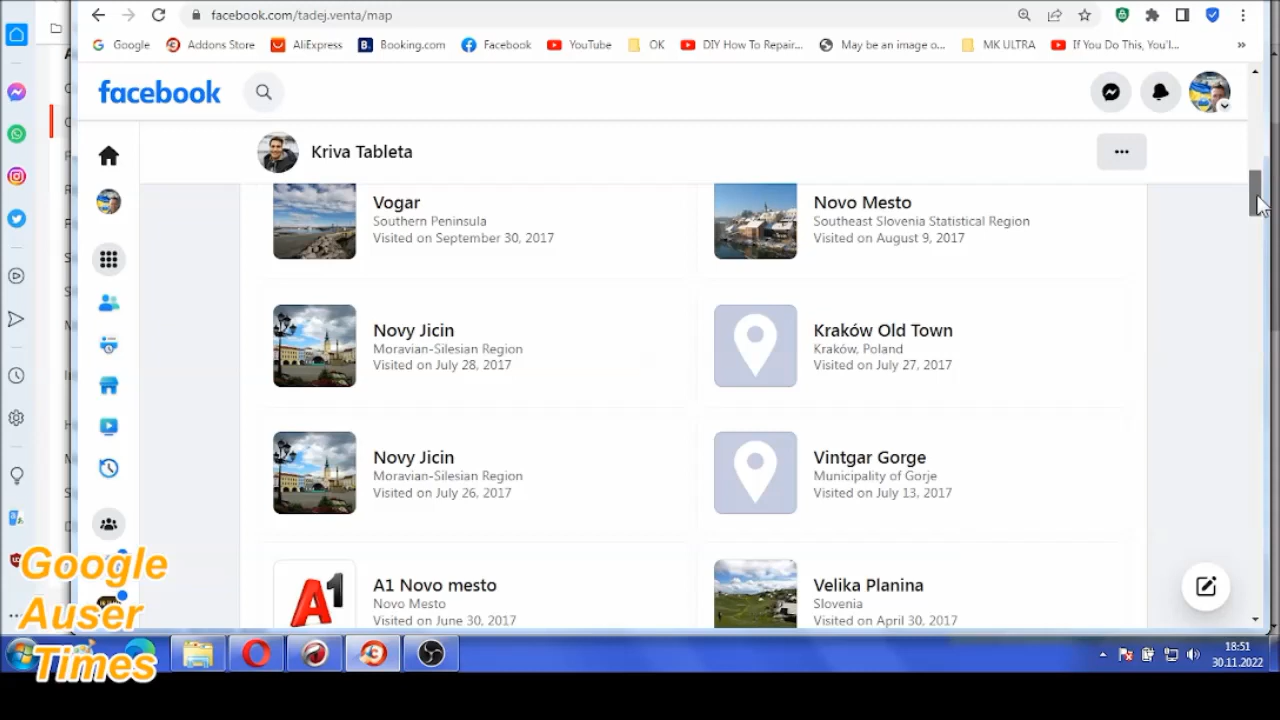 facebook.com/tadej.venta/map
Google
Addons Store
AliExpress
Booking.com
Facebook
YouTube
OK
DIY How To Repair...
May be an image o...
MK ULTRA
If You Do This, You'l...
»
facebook
Kriva Tableta
Vogar
Southern Peninsula
Visited on September 30, 2017
Novo Mesto
Southeast Slovenia Statistical Region
Visited on August 9, 2017
Novy Jicin
Moravian-Silesian Region
Visited on July 28, 2017
Kraków Old Town
Kraków, Poland
Visited on July 27, 2017
Novy Jicin
Moravian-Silesian Region
Visited on July 26, 2017
Vintgar Gorge
Municipality of Gorje
Visited on July 13, 2017
A1
A1 Novo mesto
Novo Mesto
Visited on June 30, 2017
Velika Planina
Slovenia
Visited on April 30, 2017
Google
Auser
Times
18:51
30.11.2022